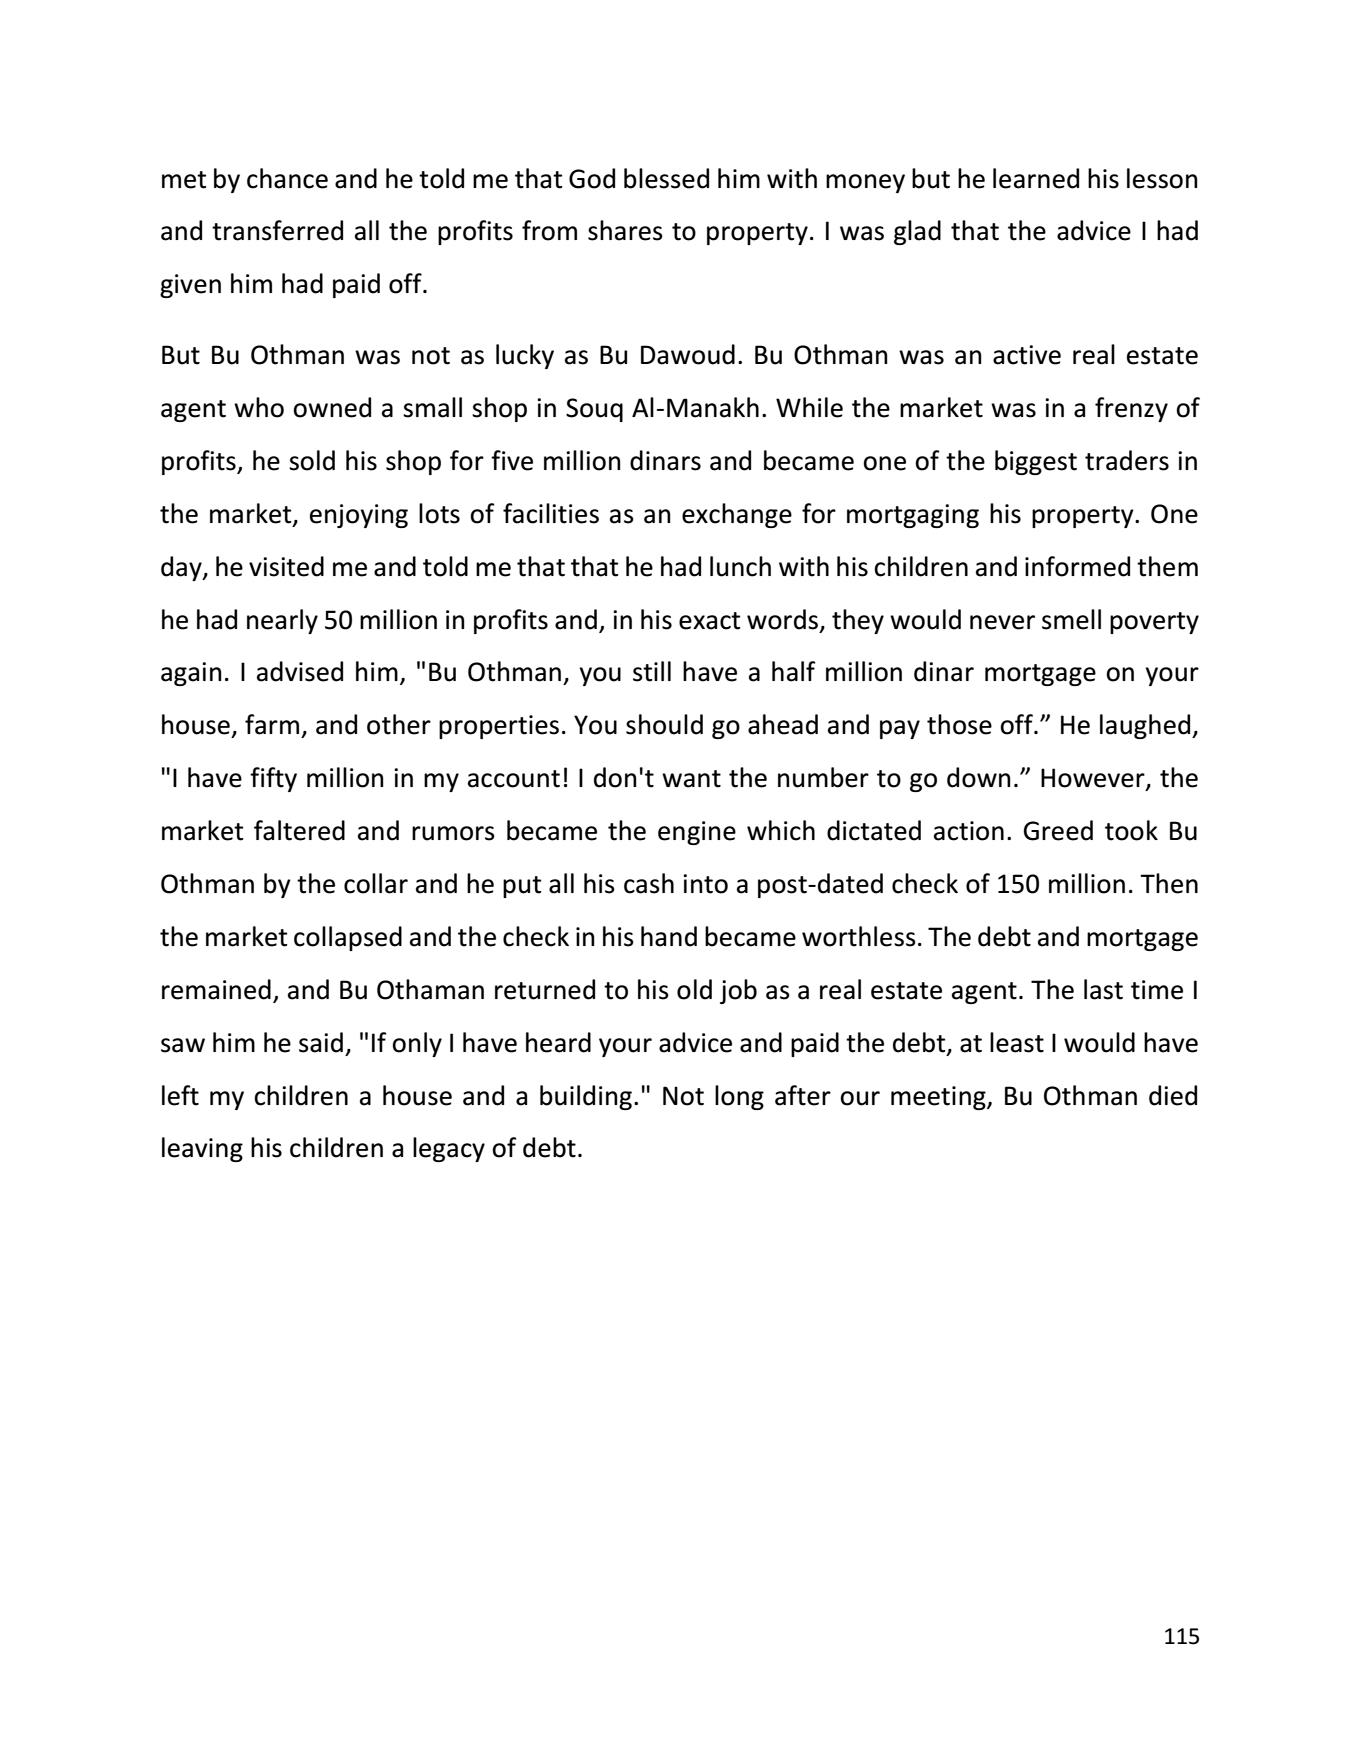 met by chance and he told me that God blessed him with money but he learned his lesson
and transferred all the profits from shares to property. I was glad that the advice I had
given him had paid off.
But Bu Othman was not as lucky as Bu Dawoud. Bu Othman was an active real estate
agent who owned a small shop in Souq Al-Manakh. While the market was in a frenzy of
profits, he sold his shop for five million dinars and became one of the biggest traders in
the market, enjoying lots of facilities as an exchange for mortgaging his property. One
day, he visited me and told me that that he had lunch with his children and informed them
he had nearly 50 million in profits and, in his exact words, they would never smell poverty
again. I advised him, "Bu Othman, you still have a half million dinar mortgage on your
house, farm, and other properties. You should go ahead and pay those off.” He laughed,
"I have fifty million in my account! I don't want the number to go down.” However, the
market faltered and rumors became the engine which dictated action. Greed took Bu
Othman by the collar and he put all his cash into a post-dated check of 150 million. Then
the market collapsed and the check in his hand became worthless. The debt and mortgage
remained, and Bu Othaman returned to his old job as a real estate agent. The last time I
saw him he said, "If only I have heard your advice and paid the debt, at least I would have
left my children a house and a building." Not long after our meeting, Bu Othman died
leaving his children a legacy of debt.
115